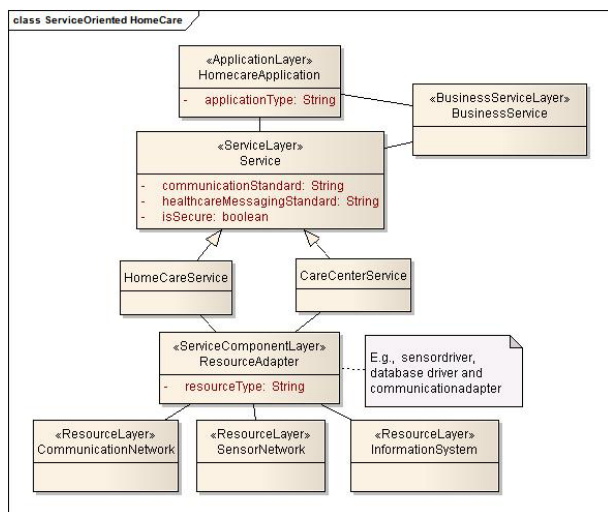 class ServiceOriented HomeCare
«ApplicationLayer»
HomecareApplication
- applicationType: String
«BusinessServiceLayer»
BusinessService
«ServiceLayer»
Service
- communicationStandard: String
- healthcareMessagingStandard: String
- isSecure: boolean
HomeCareService
CareCenterService
«ServiceComponentLayer»
ResourceAdapter
- resourceType: String
E.g., sensordriver,
database driver and
communicationadapter
«ResourceLayer»
CommunicationNetwork
«ResourceLayer»
SensorNetwork
«ResourceLayer»
InformationSystem